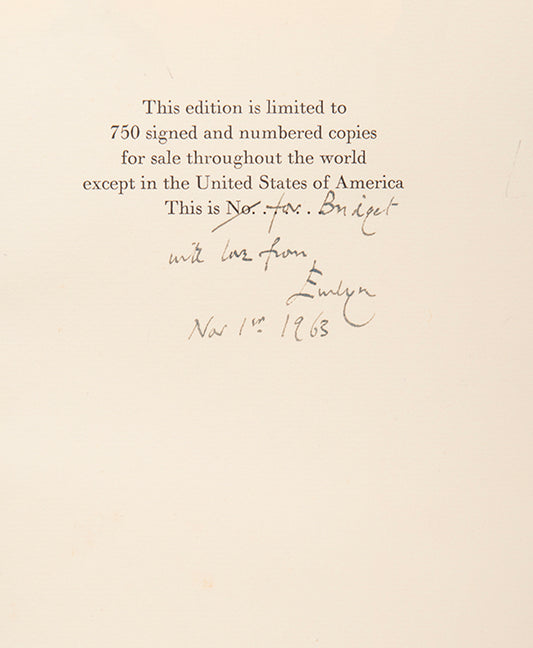 This edition is limited to
750 signed and numbered copies
for sale throughout the world
except in the United States of America
This is No. . for . . Bridget
with love from
Evelyn
Nov 1st 1963